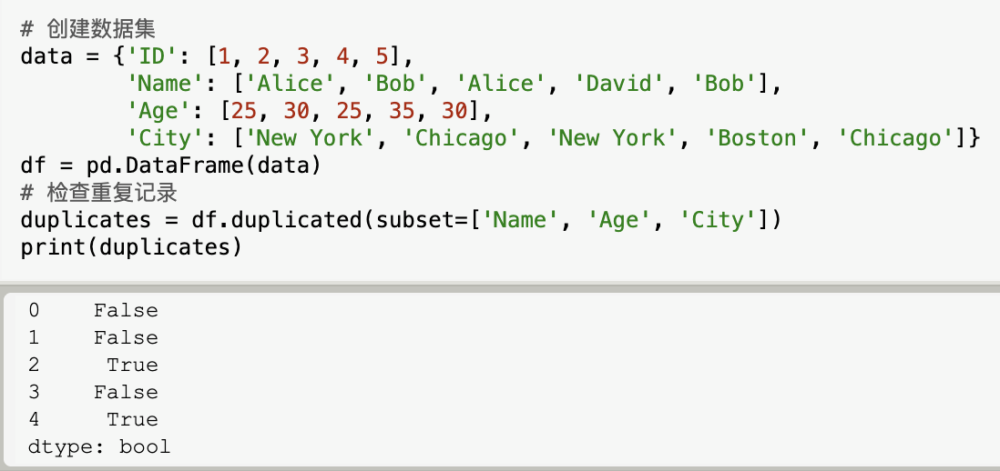 # 创建数据集
data = {'ID': [1, 2, 3, 4, 5],
        'Name': ['Alice', 'Bob', 'Alice', 'David', 'Bob'],
        'Age': [25, 30, 25, 35, 30],
        'City': ['New York', 'Chicago', 'New York', 'Boston', 'Chicago']}
df = pd.DataFrame(data)
# 检查重复记录
duplicates = df.duplicated(subset=['Name', 'Age', 'City'])
print(duplicates)
0    False
1    False
2     True
3    False
4     True
dtype: bool